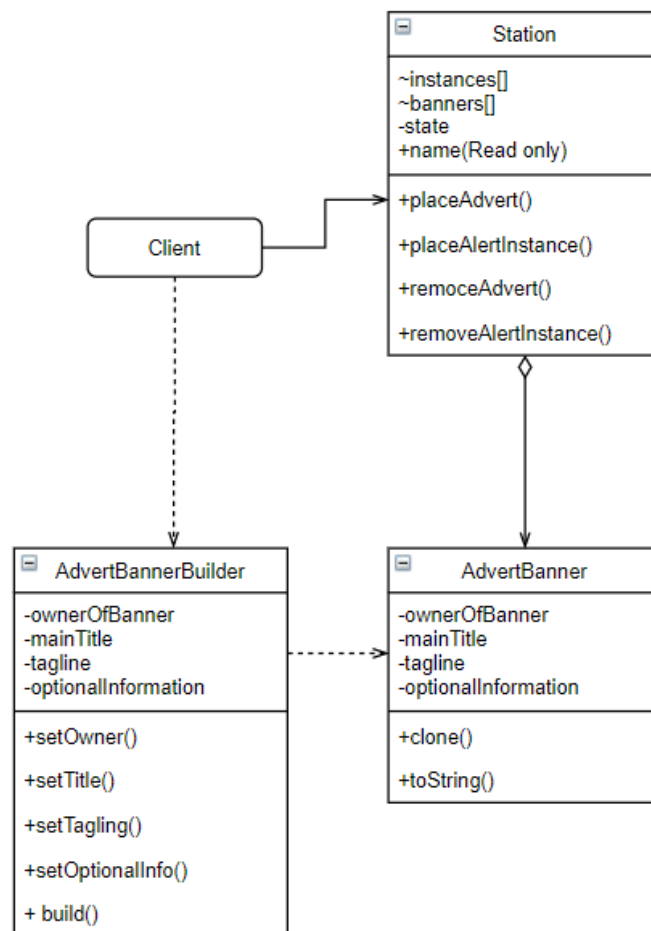 Station
~instances[]
~banners[]
-state
+name(Read only)
+placeAdvert()
+placeAlertInstance()
+remoceAdvert()
+removeAlertInstance()
Client
AdvertBannerBuilder
-ownerOfBanner
-mainTitle
-tagline
-optionalInformation
+setOwner()
+setTitle()
+setTagling()
+setOptionalInfo()
+ build()
AdvertBanner
-ownerOfBanner
-mainTitle
-tagline
-optionalInformation
+clone()
+toString()